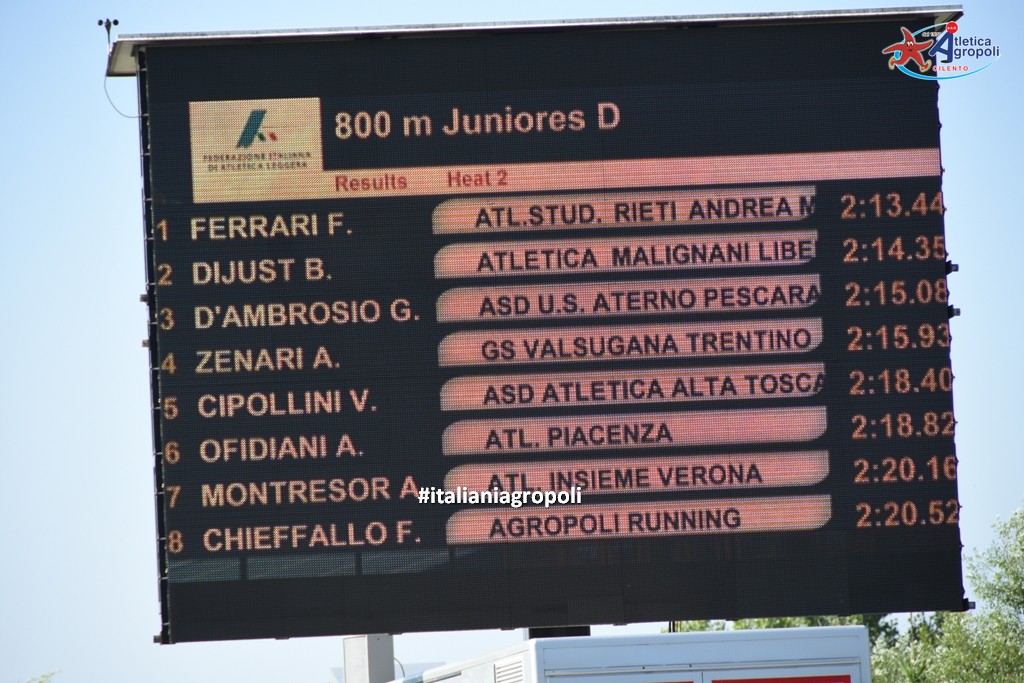 Atletica
Agropoli
CILENTO
800 m Juniores D
FEDERAZIONE ITALIANA
DI ATLETICA LEGGERA
Results Heat 2
1 FERRARI F. ATL.STUD. RIETI ANDREA M 2:13.44
2 DIJUST B. ATLETICA MALIGNANI LIBE 2:14.35
3 D'AMBROSIO G. ASD U.S. ATERNO PESCARA 2:15.08
4 ZENARI A. GS VALSUGANA TRENTINO 2:15.93
5 CIPOLLINI V. ASD ATLETICA ALTA TOSCA 2:18.40
6 OFIDIANI A. ATL. PIACENZA 2:18.82
7 MONTRESOR A ATL. INSIEME VERONA 2:20.16
#italianiagropoli
8 CHIEFFALLO F. AGROPOLI RUNNING 2:20.52